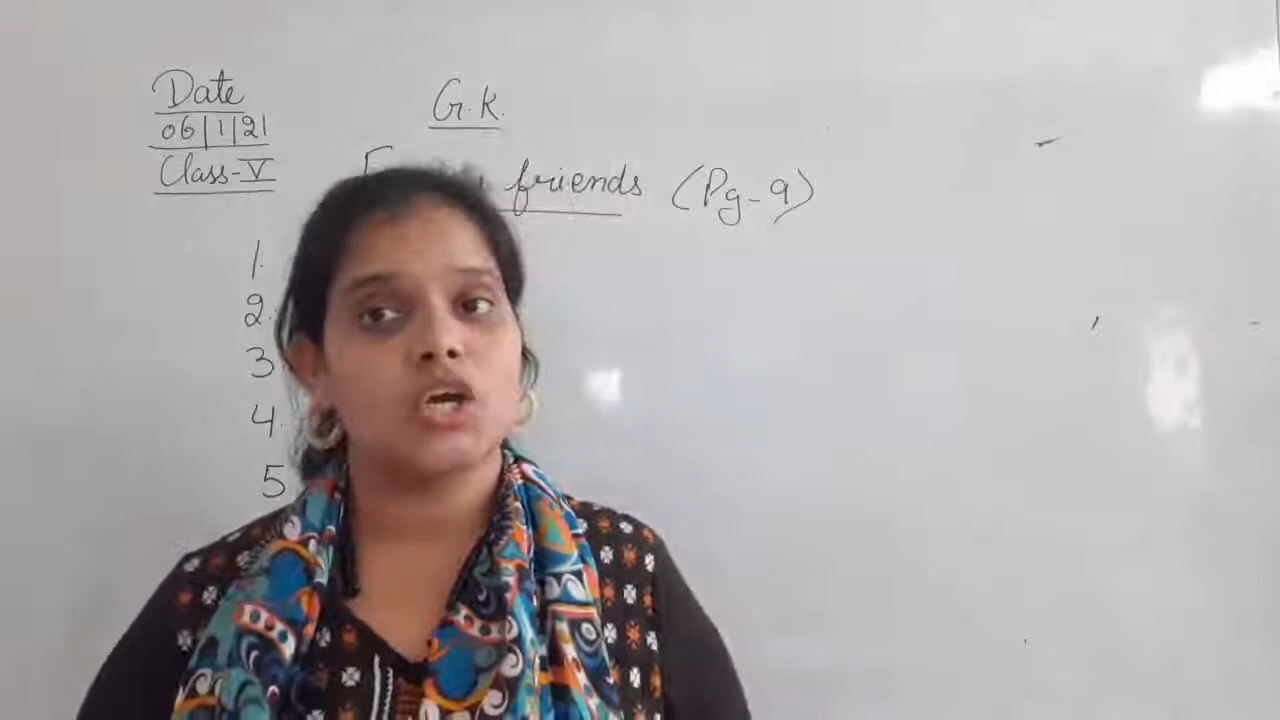 Date
06/1/21
Class-V
G.K.
friends (Pg-9)
1.
2.
3
4.
5